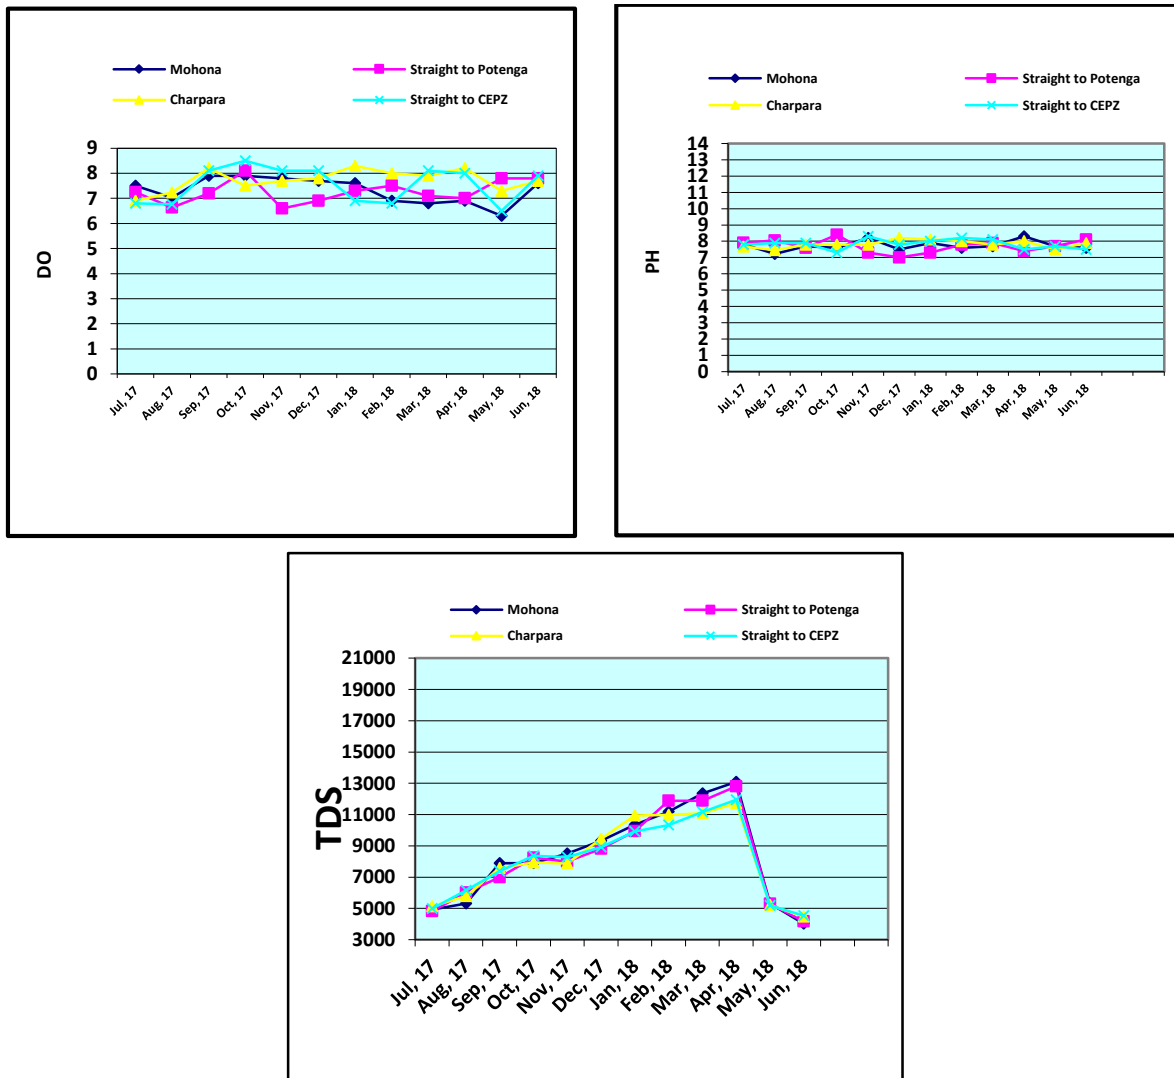 Mohona
Straight to Potenga
Charpara
Straight to CEPZ
9
8
7
6
5
4
3
2
1
0
DO
Jul, 17
Aug, 17
Sep, 17
Oct, 17
Nov, 17
Dec, 17
Jan, 18
Feb, 18
Mar, 18
Apr, 18
May, 18
Jun, 18
Mohona
Straight to Potenga
Charpara
Straight to CEPZ
14
13
12
11
10
9
8
7
6
5
4
3
2
1
0
PH
Jul, 17
Aug, 17
Sep, 17
Oct, 17
Nov, 17
Dec, 17
Jan, 18
Feb, 18
Mar, 18
Apr, 18
May, 18
Jun, 18
Mohona
Straight to Potenga
Charpara
Straight to CEPZ
21000
19000
17000
15000
13000
11000
9000
7000
5000
3000
TDS
Jul, 17
Aug, 17
Sep, 17
Oct, 17
Nov, 17
Dec, 17
Jan, 18
Feb, 18
Mar, 18
Apr, 18
May, 18
Jun, 18